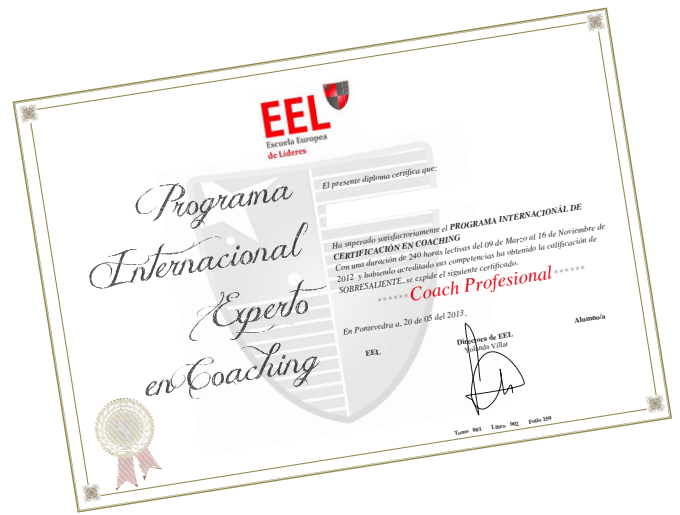 EEL
Escuela Europea
de Líderes
Programa
Internacional
Experto
en Coaching
El presente diploma certifica que:
Ha superado satisfactoriamente el PROGRAMA INTERNACIONÁL DE
CERTIFICACIÓN EN COACHING
Con una duración de 240 horas lectivas del 09 de Marzo al 16 de Noviembre de
2012 y habiendo acreditado sus competencias ha obtenido la calificación de
SOBRESALIENTE, se expide el siguiente certificado.
****** Coach Profesional ******
En Pontevedra a, 20 de 05 del 2013.
EEL
Directora de EEL
Yolanda Villar
Alumno/a
Tomo 001 Libro 002 Folio 159